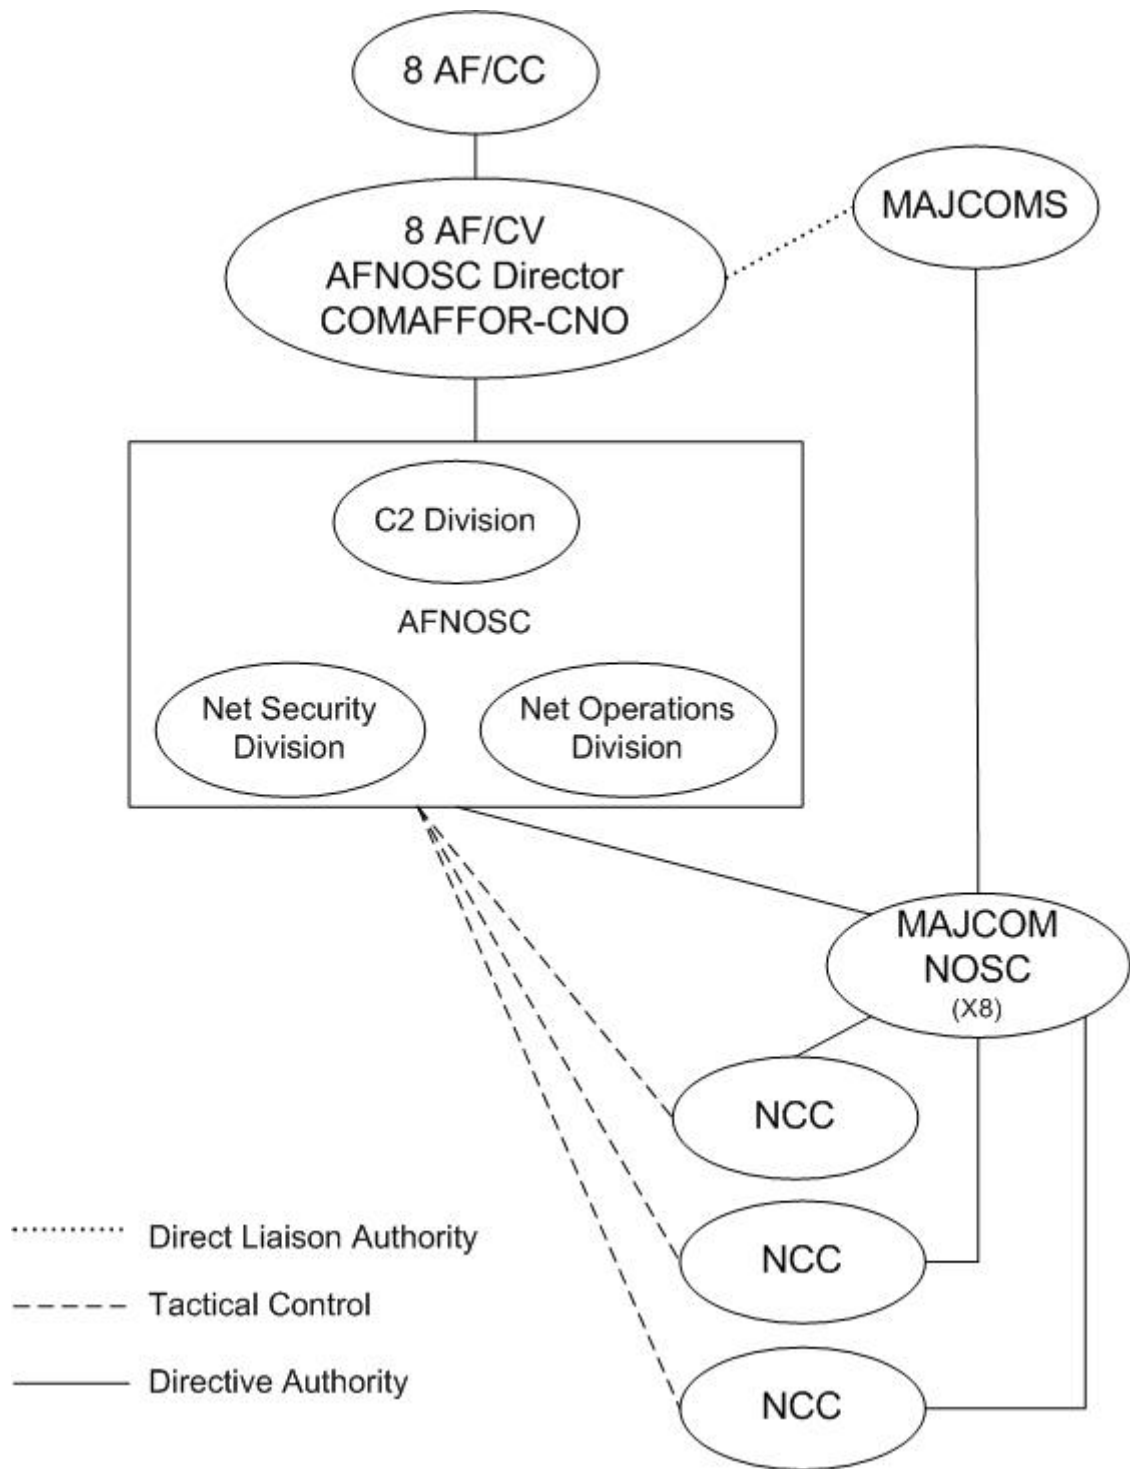 8 AF/CC
MAJCOMS
8 AF/CV
AFNOSC Director
COMAFFOR-CNO
C2 Division
AFNOSC
Net Security
Division
Net Operations
Division
MAJCOM
NOSC
(X8)
NCC
NCC
NCC
Direct Liaison Authority
Tactical Control
Directive Authority